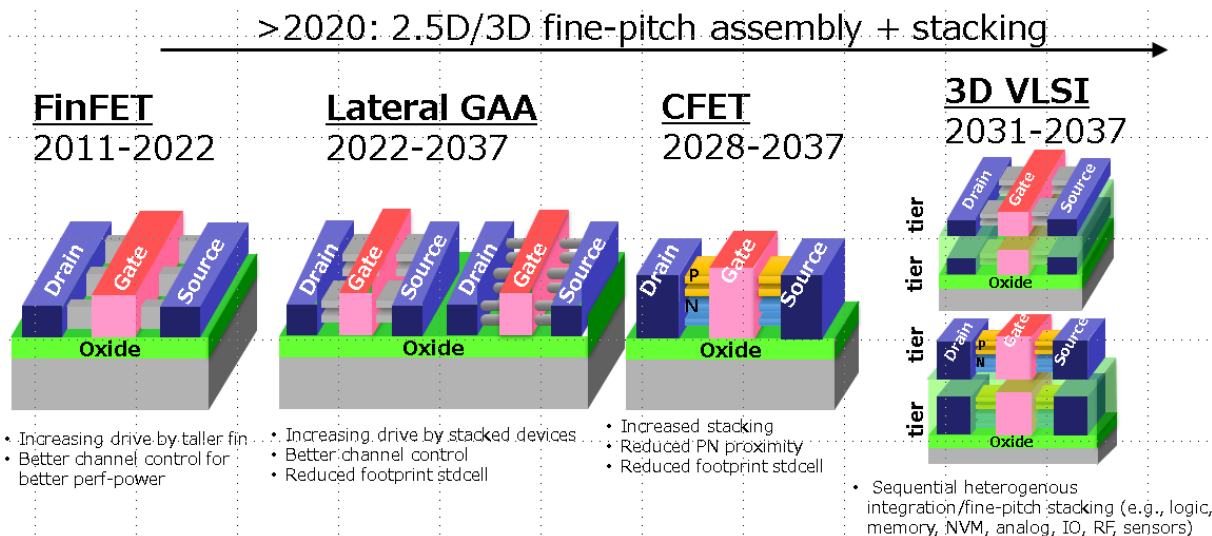 >2020: 2.5D/3D fine-pitch assembly + stacking
FinFET
2011-2022
Drain
Gate
Source
Oxide
• Increasing drive by taller fin
• Better channel control for
better perf-power
Lateral GAA
2022-2037
Drain
Gate
Source
Drain
Gate
Source
Oxide
• Increasing drive by stacked devices
• Better channel control
• Reduced footprint stdcell
CFET
2028-2037
Drain
P
N
Gate
Source
Oxide
• Increased stacking
• Reduced PN proximity
• Reduced footprint stdcell
3D VLSI
2031-2037
tier
tier
Drain
Gate
Source
Oxide
tier
tier
Drain
P
N
Gate
Source
Oxide
• Sequential heterogenous
integration/fine-pitch stacking (e.g., logic,
memory, NVM, analog, IO, RF, sensors)